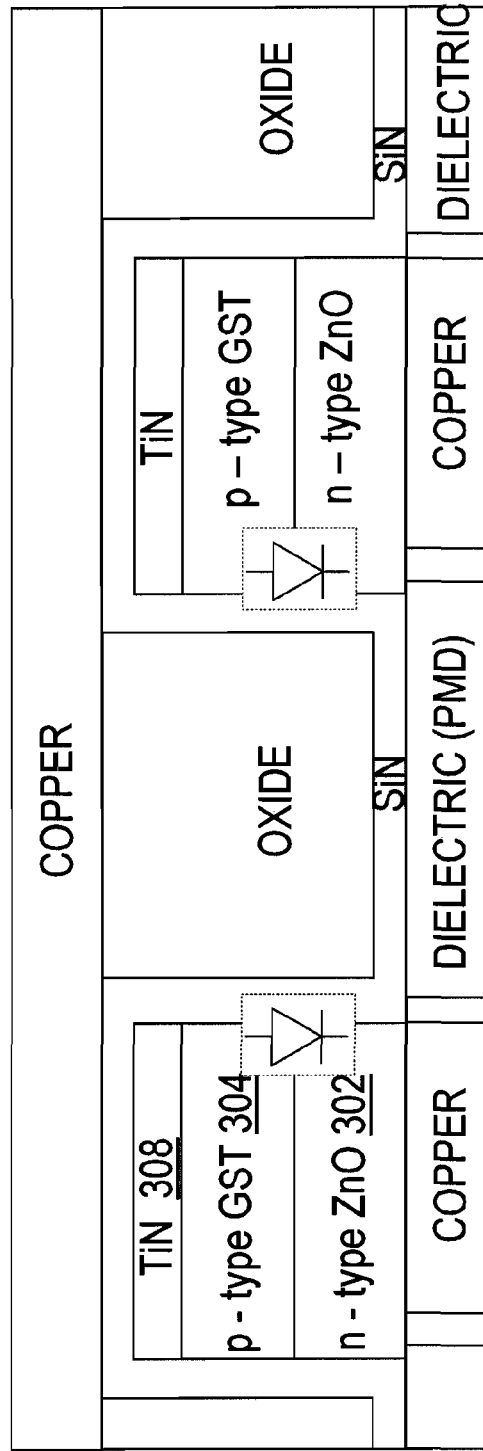 COPPER
TiN 308
p - type GST 304
n - type ZnO 302
COPPER
OXIDE
SiN
DIELECTRIC (PMD)
TiN
p – type GST
n – type ZnO
COPPER
OXIDE
SiN
DIELECTRIC